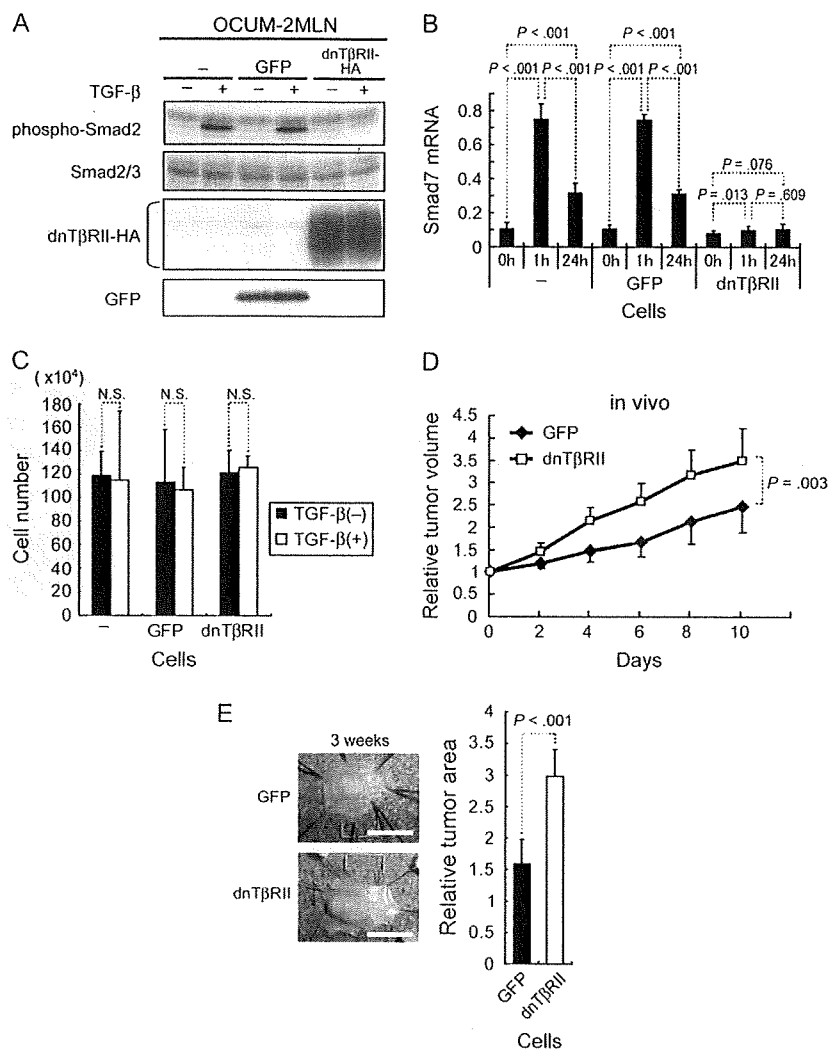 A
OCUM-2MLN
– GFP dnTβRII-HA
TGF-β – + – + – +
phospho-Smad2
Smad2/3
dnTβRII-HA
GFP
B
P < .001 P < .001
P < .001 P < .001 P < .001 P < .001
P = .076
P = .013 P = .609
Smad7 mRNA
0.8
0.6
0.4
0.2
0
0h 1h 24h 0h 1h 24h 0h 1h 24h
– GFP dnTβRII
Cells
C
(x10⁴)
N.S. N.S. N.S.
Cell number
180
160
140
120
100
80
60
40
20
0
– GFP dnTβRII
Cells
TGF-β(–)
TGF-β(+)
D
in vivo
GFP
dnTβRII
P = .003
Relative tumor volume
4.5
4
3.5
3
2.5
2
1.5
1
0.5
0
0 2 4 6 8 10
Days
E
3 weeks
GFP
dnTβRII
P < .001
Relative tumor area
4
3.5
3
2.5
2
1.5
1
0.5
0
GFP dnTβRII
Cells